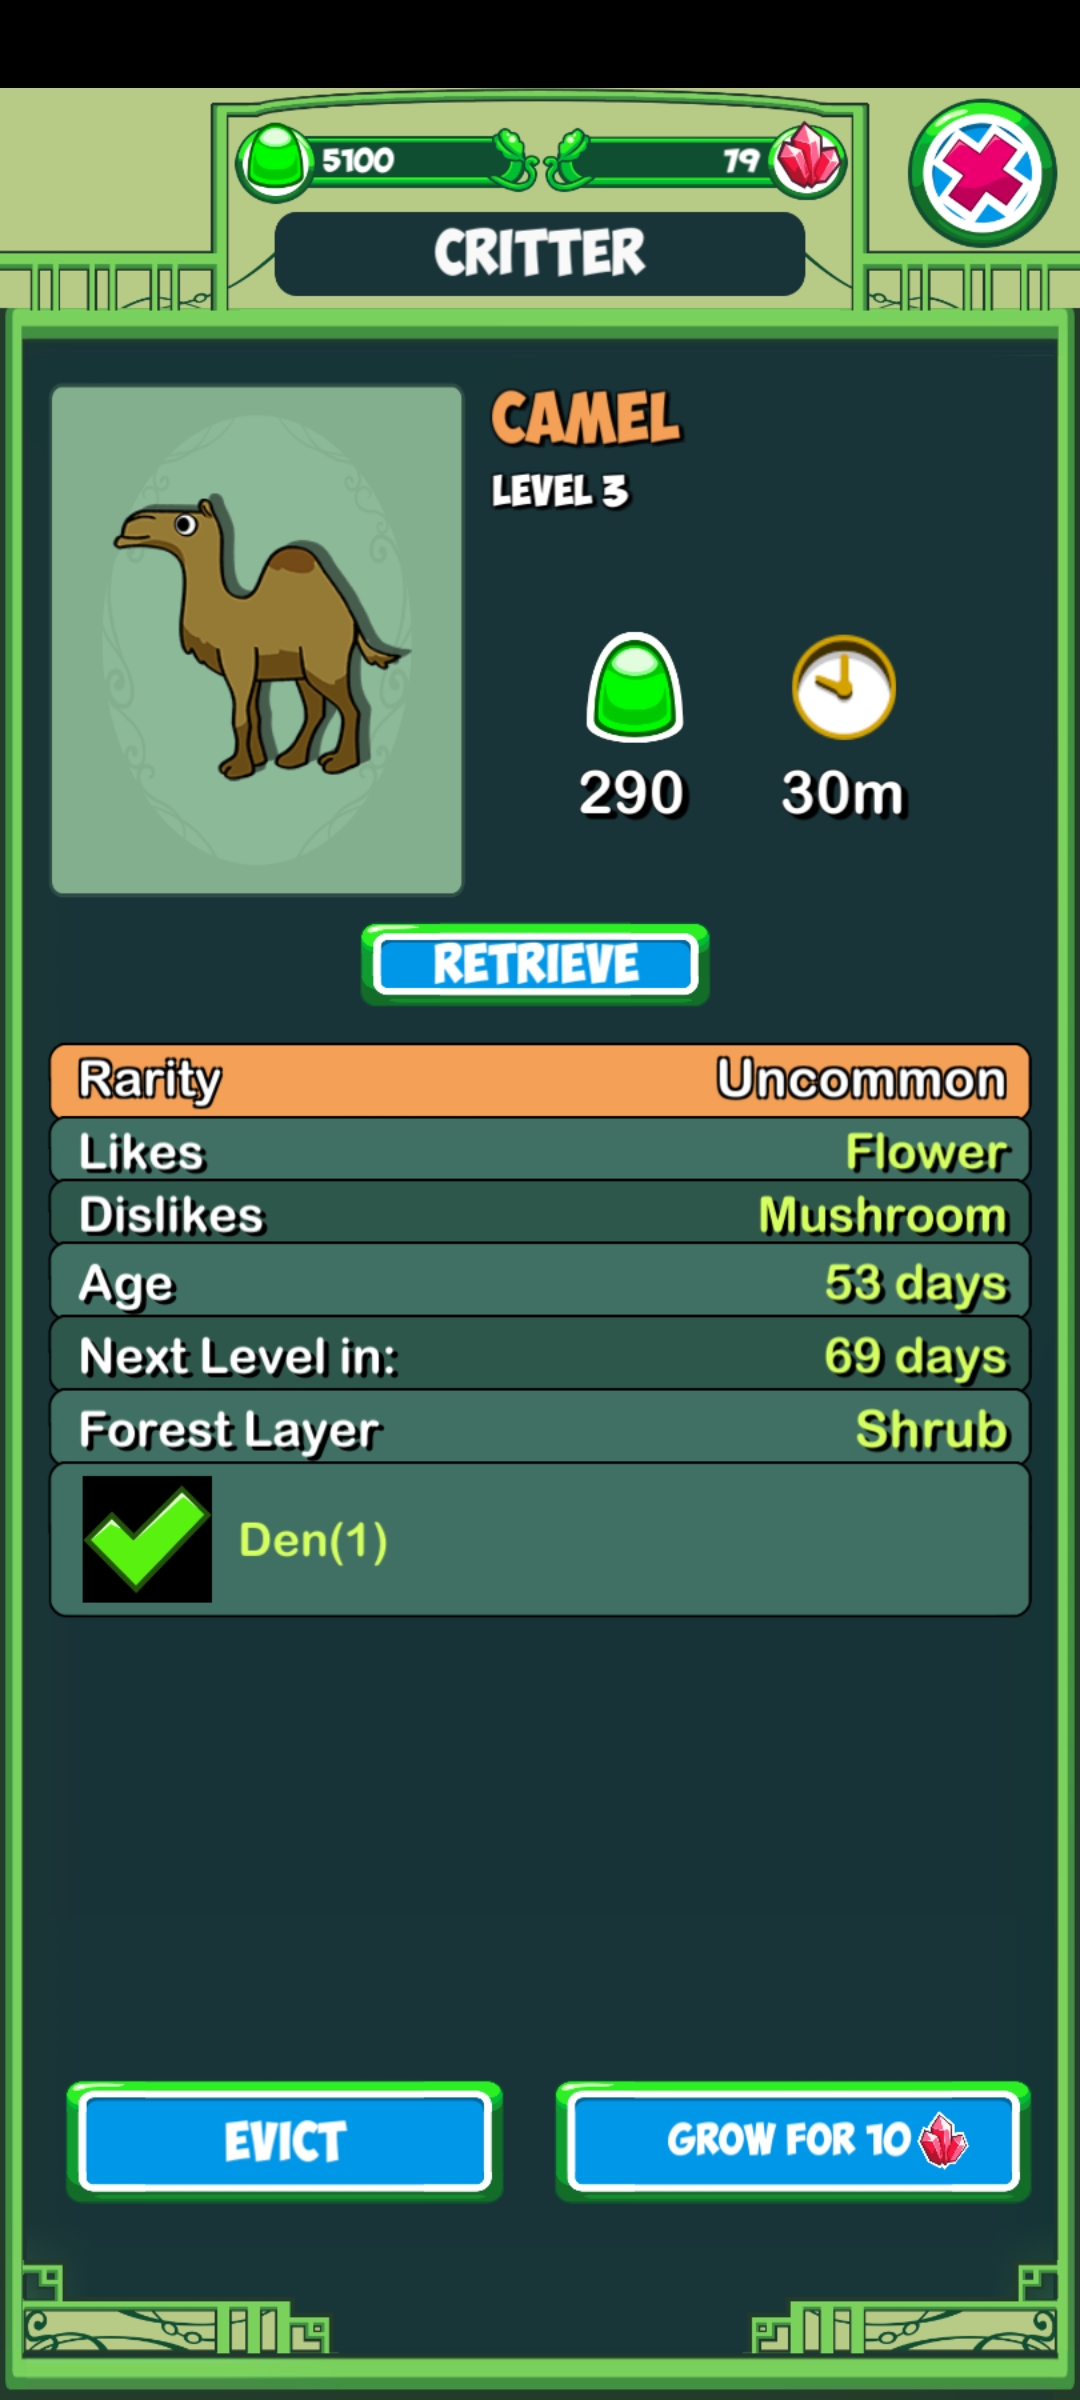 5100
79
CRITTER
CAMEL
LEVEL 3
290
30m
RETRIEVE
Rarity Uncommon
Likes Flower
Dislikes Mushroom
Age 53 days
Next Level in: 69 days
Forest Layer Shrub
Den(1)
EVICT
GROW FOR 10